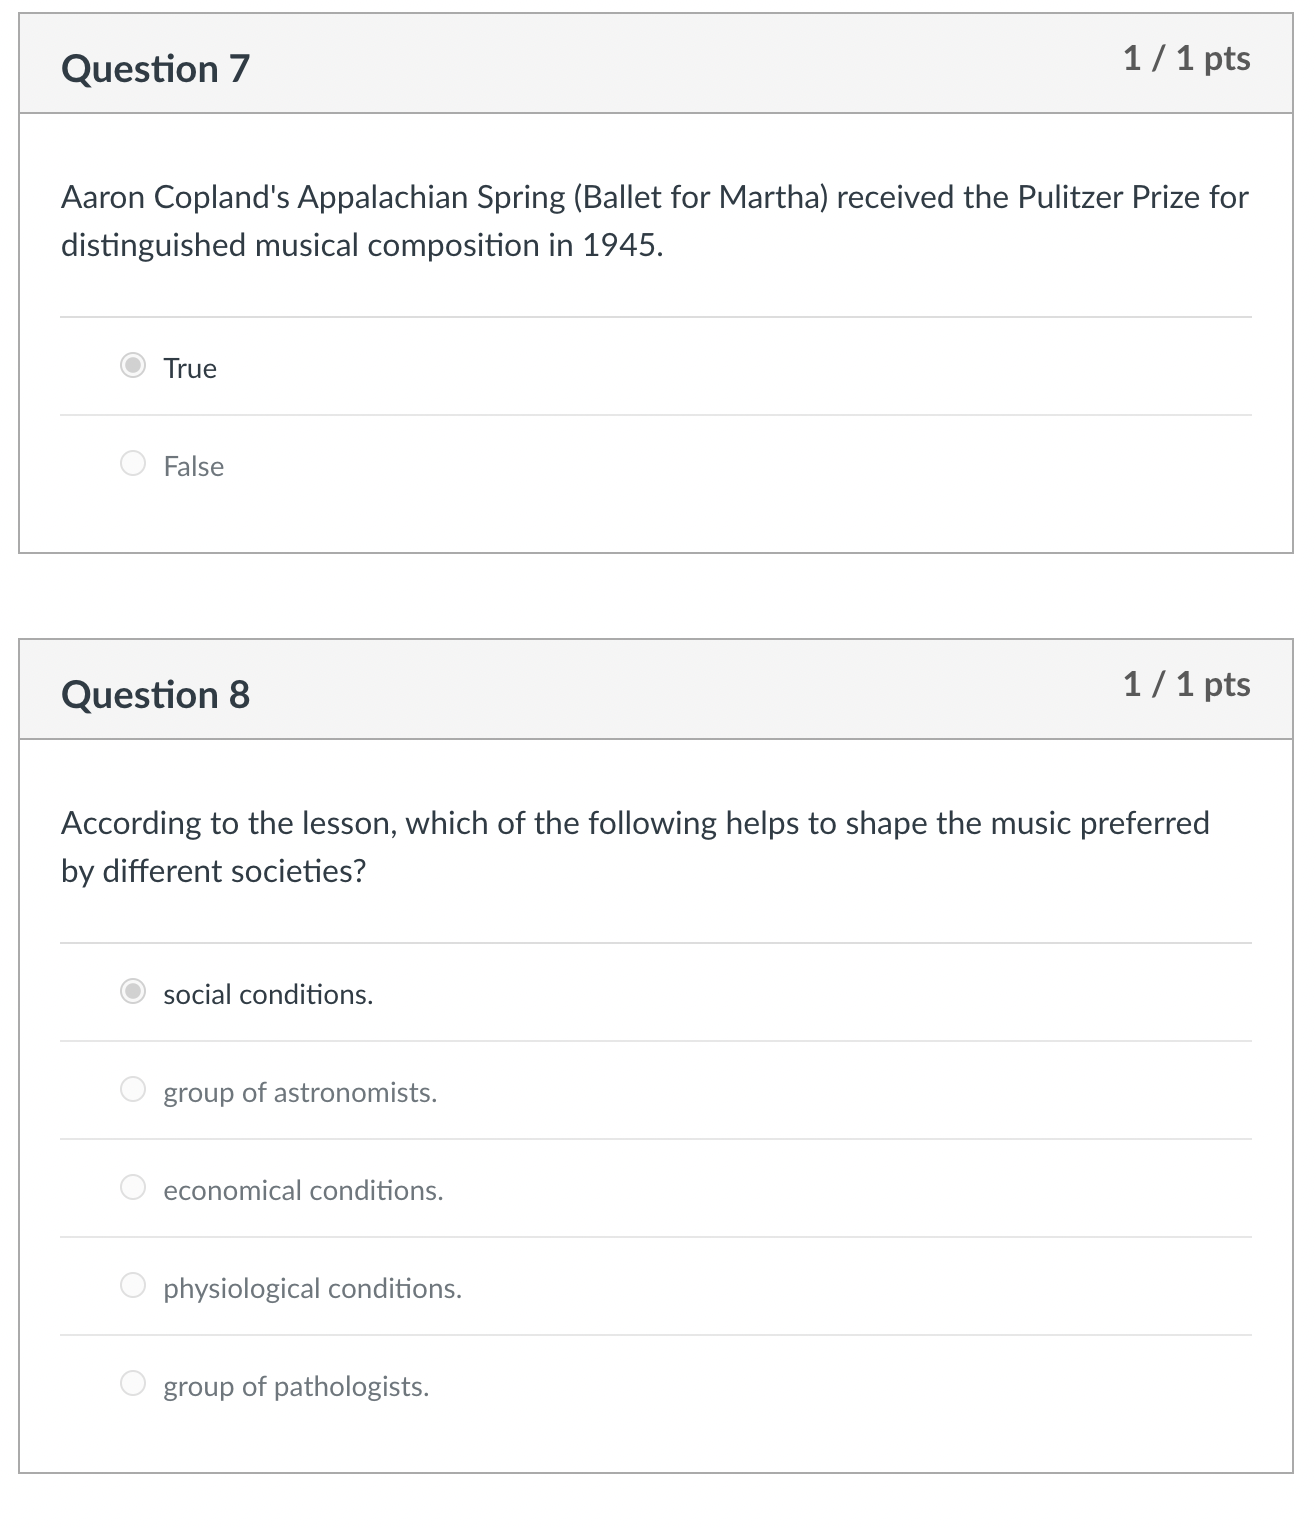 Question 7
1 / 1 pts
Aaron Copland's Appalachian Spring (Ballet for Martha) received the Pulitzer Prize for
distinguished musical composition in 1945.
True
False
Question 8
1 / 1 pts
According to the lesson, which of the following helps to shape the music preferred
by different societies?
social conditions.
group of astronomists.
economical conditions.
physiological conditions.
group of pathologists.